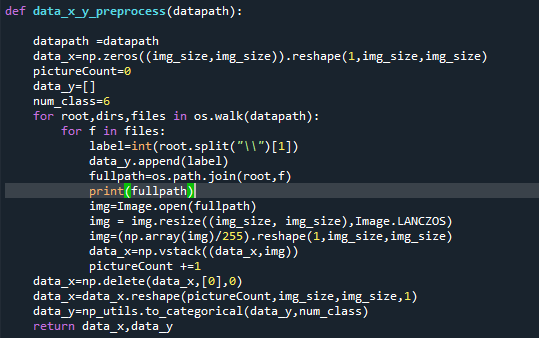 def data_x_y_preprocess(datapath):
    datapath =datapath
    data_x=np.zeros((img_size,img_size)).reshape(1,img_size,img_size)
    pictureCount=0
    data_y=[]
    num_class=6
    for root,dirs,files in os.walk(datapath):
        for f in files:
            label=int(root.split("\\")[1])
            data_y.append(label)
            fullpath=os.path.join(root,f)
            print(fullpath)
            img=Image.open(fullpath)
            img = img.resize((img_size, img_size),Image.LANCZOS)
            img=(np.array(img)/255).reshape(1,img_size,img_size)
            data_x=np.vstack((data_x,img))
            pictureCount +=1
    data_x=np.delete(data_x,[0],0)
    data_x=data_x.reshape(pictureCount,img_size,img_size,1)
    data_y=np_utils.to_categorical(data_y,num_class)
    return data_x,data_y